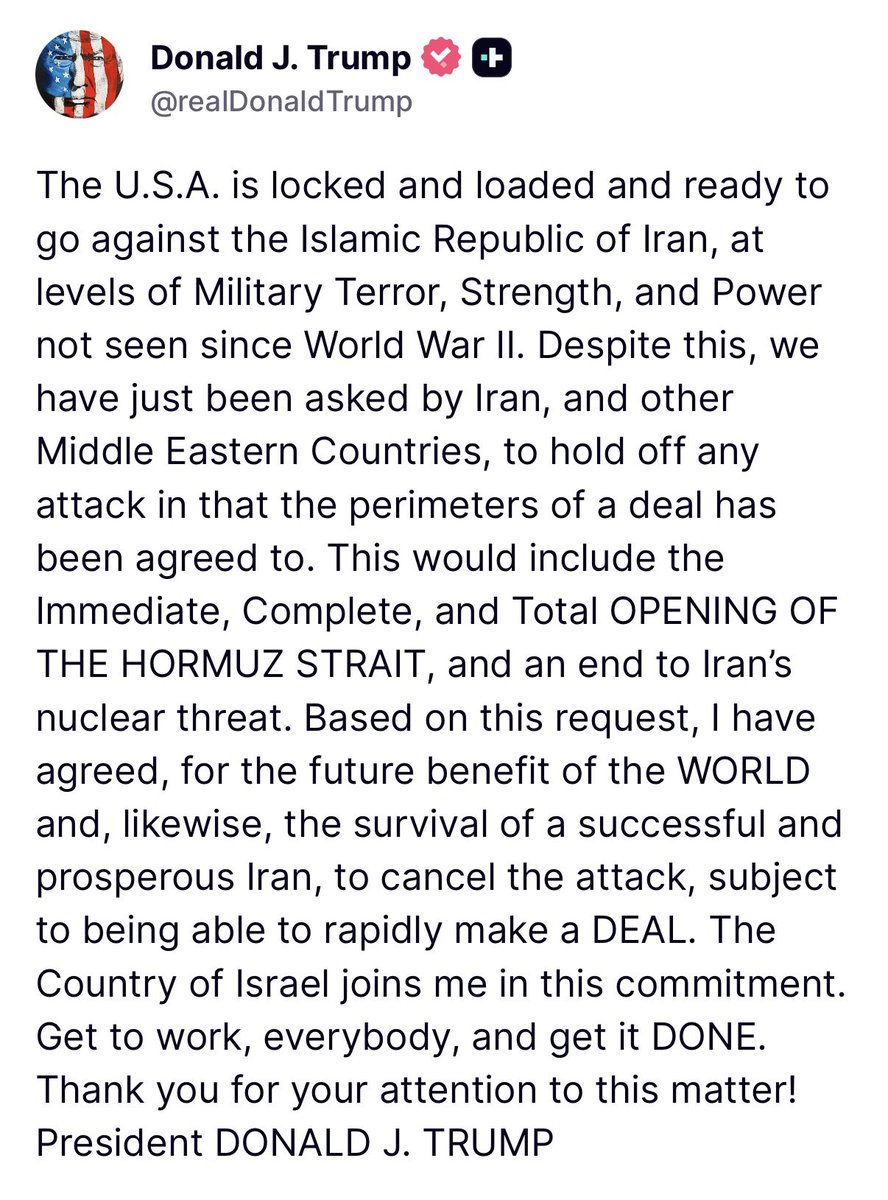 Donald J. Trump
@realDonaldTrump
The U.S.A. is locked and loaded and ready to
go against the Islamic Republic of Iran, at
levels of Military Terror, Strength, and Power
not seen since World War II. Despite this, we
have just been asked by Iran, and other
Middle Eastern Countries, to hold off any
attack in that the perimeters of a deal has
been agreed to. This would include the
Immediate, Complete, and Total OPENING OF
THE HORMUZ STRAIT, and an end to Iran’s
nuclear threat. Based on this request, I have
agreed, for the future benefit of the WORLD
and, likewise, the survival of a successful and
prosperous Iran, to cancel the attack, subject
to being able to rapidly make a DEAL. The
Country of Israel joins me in this commitment.
Get to work, everybody, and get it DONE.
Thank you for your attention to this matter!
President DONALD J. TRUMP